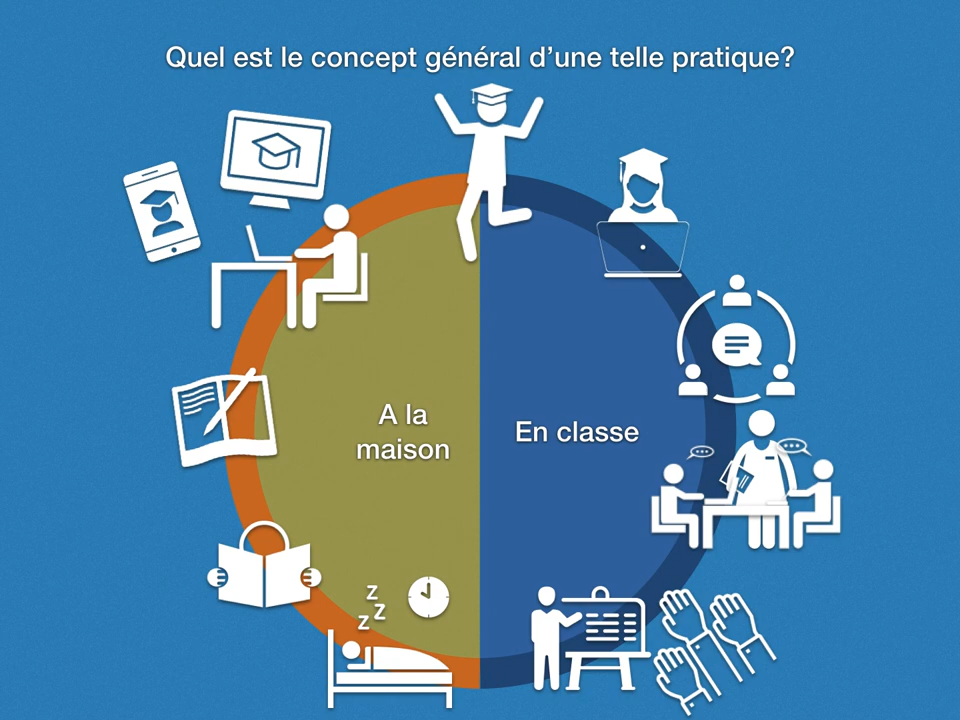 Quel est le concept général d’une telle pratique?
A la
maison
En classe
z
z
z